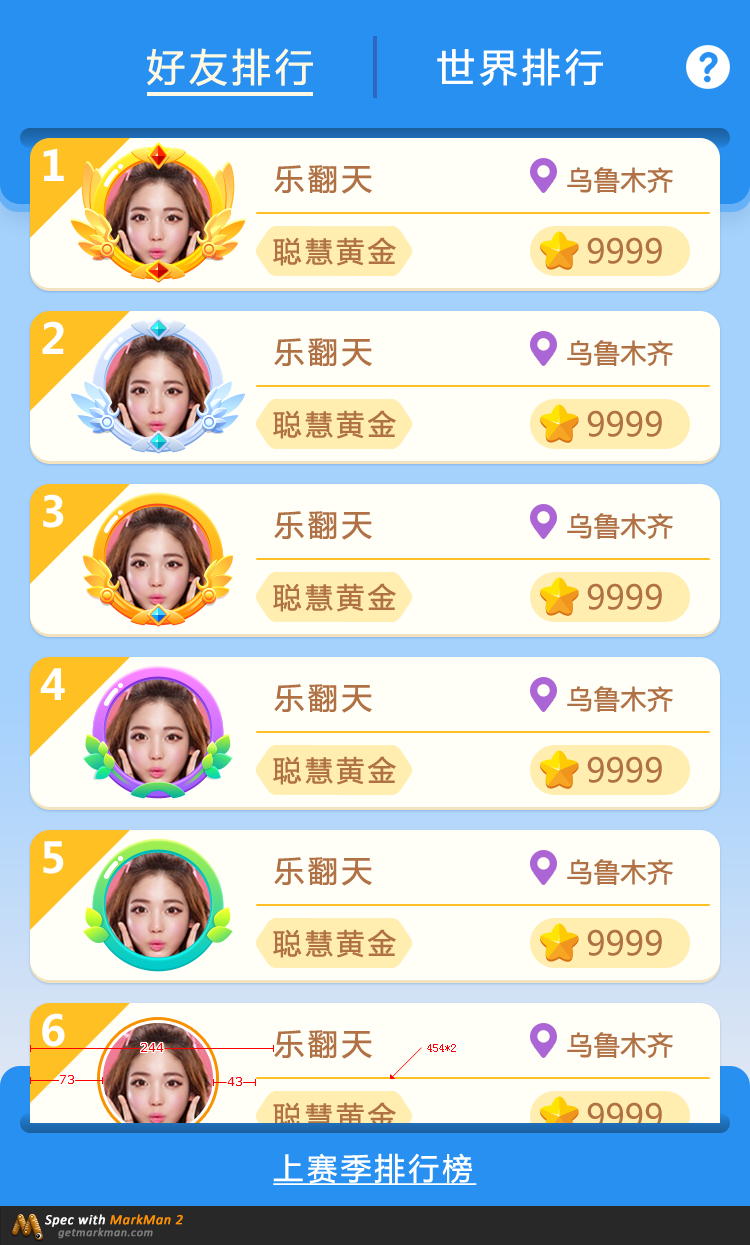 好友排行 世界排行 ?
1 乐翻天 乌鲁木齐
聪慧黄金 9999
2 乐翻天 乌鲁木齐
聪慧黄金 9999
3 乐翻天 乌鲁木齐
聪慧黄金 9999
4 乐翻天 乌鲁木齐
聪慧黄金 9999
5 乐翻天 乌鲁木齐
聪慧黄金 9999
6 乐翻天 乌鲁木齐
244 454*2
73 43
聪慧黄金 9999
上赛季排行榜
Spec with MarkMan 2
getmarkman.com